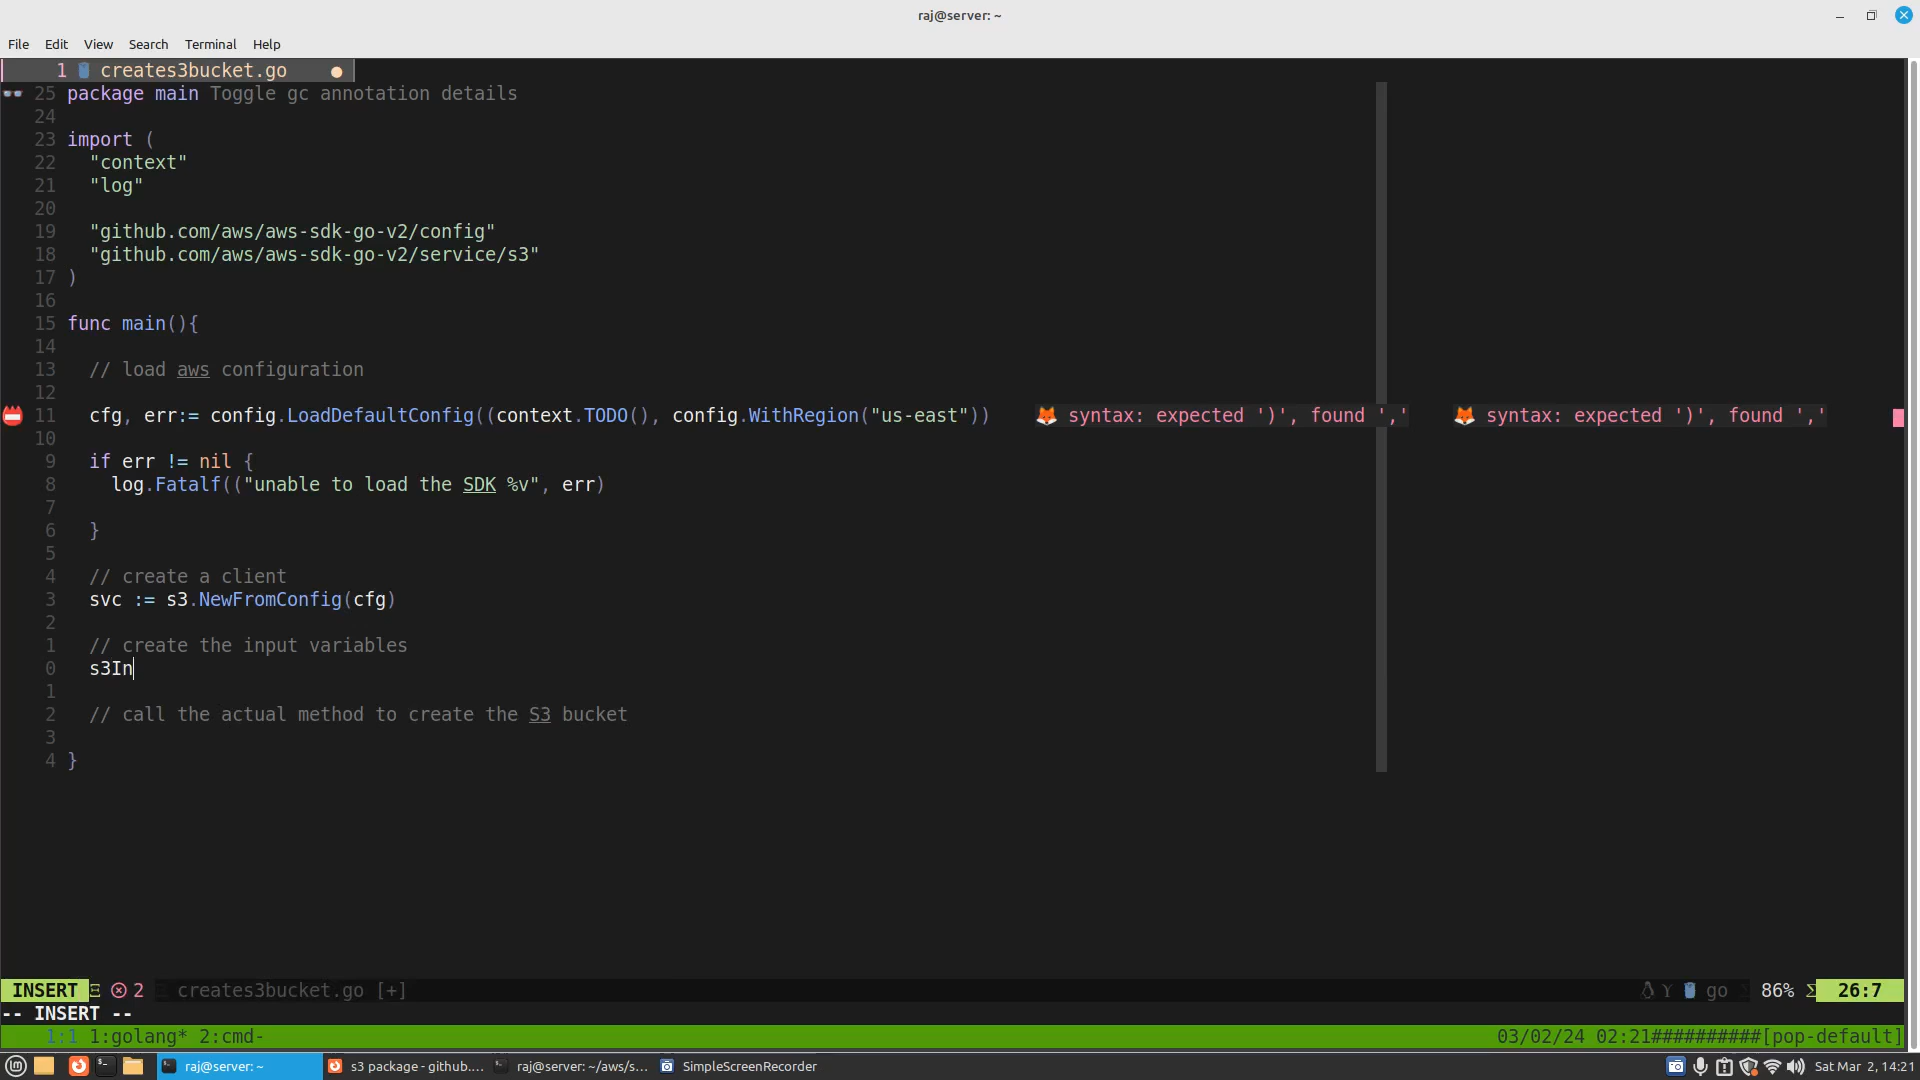 raj@server: ~
File Edit View Search Terminal Help
1 creates3bucket.go ●
25 package main Toggle gc annotation details
24
23 import (
22 "context"
21 "log"
20
19 "github.com/aws/aws-sdk-go-v2/config"
18 "github.com/aws/aws-sdk-go-v2/service/s3"
17 )
16
15 func main(){
14
13 // load aws configuration
12
11 cfg, err:= config.LoadDefaultConfig((context.TODO(), config.WithRegion("us-east")) syntax: expected ')', found ',' syntax: expected ')', found ','
10
9 if err != nil {
8 log.Fatalf(("unable to load the SDK %v", err)
7
6 }
5
4 // create a client
3 svc := s3.NewFromConfig(cfg)
2
1 // create the input variables
0 s3In
1
2 // call the actual method to create the S3 bucket
3
4 }
INSERT 2 creates3bucket.go [+] go 86% 26:7
-- INSERT --
1:1 1:golang* 2:cmd- 03/02/24 02:21##########[pop-default]
raj@server: ~ s3 package - github.... raj@server: ~/aws/s... SimpleScreenRecorder Sat Mar 2, 14:21